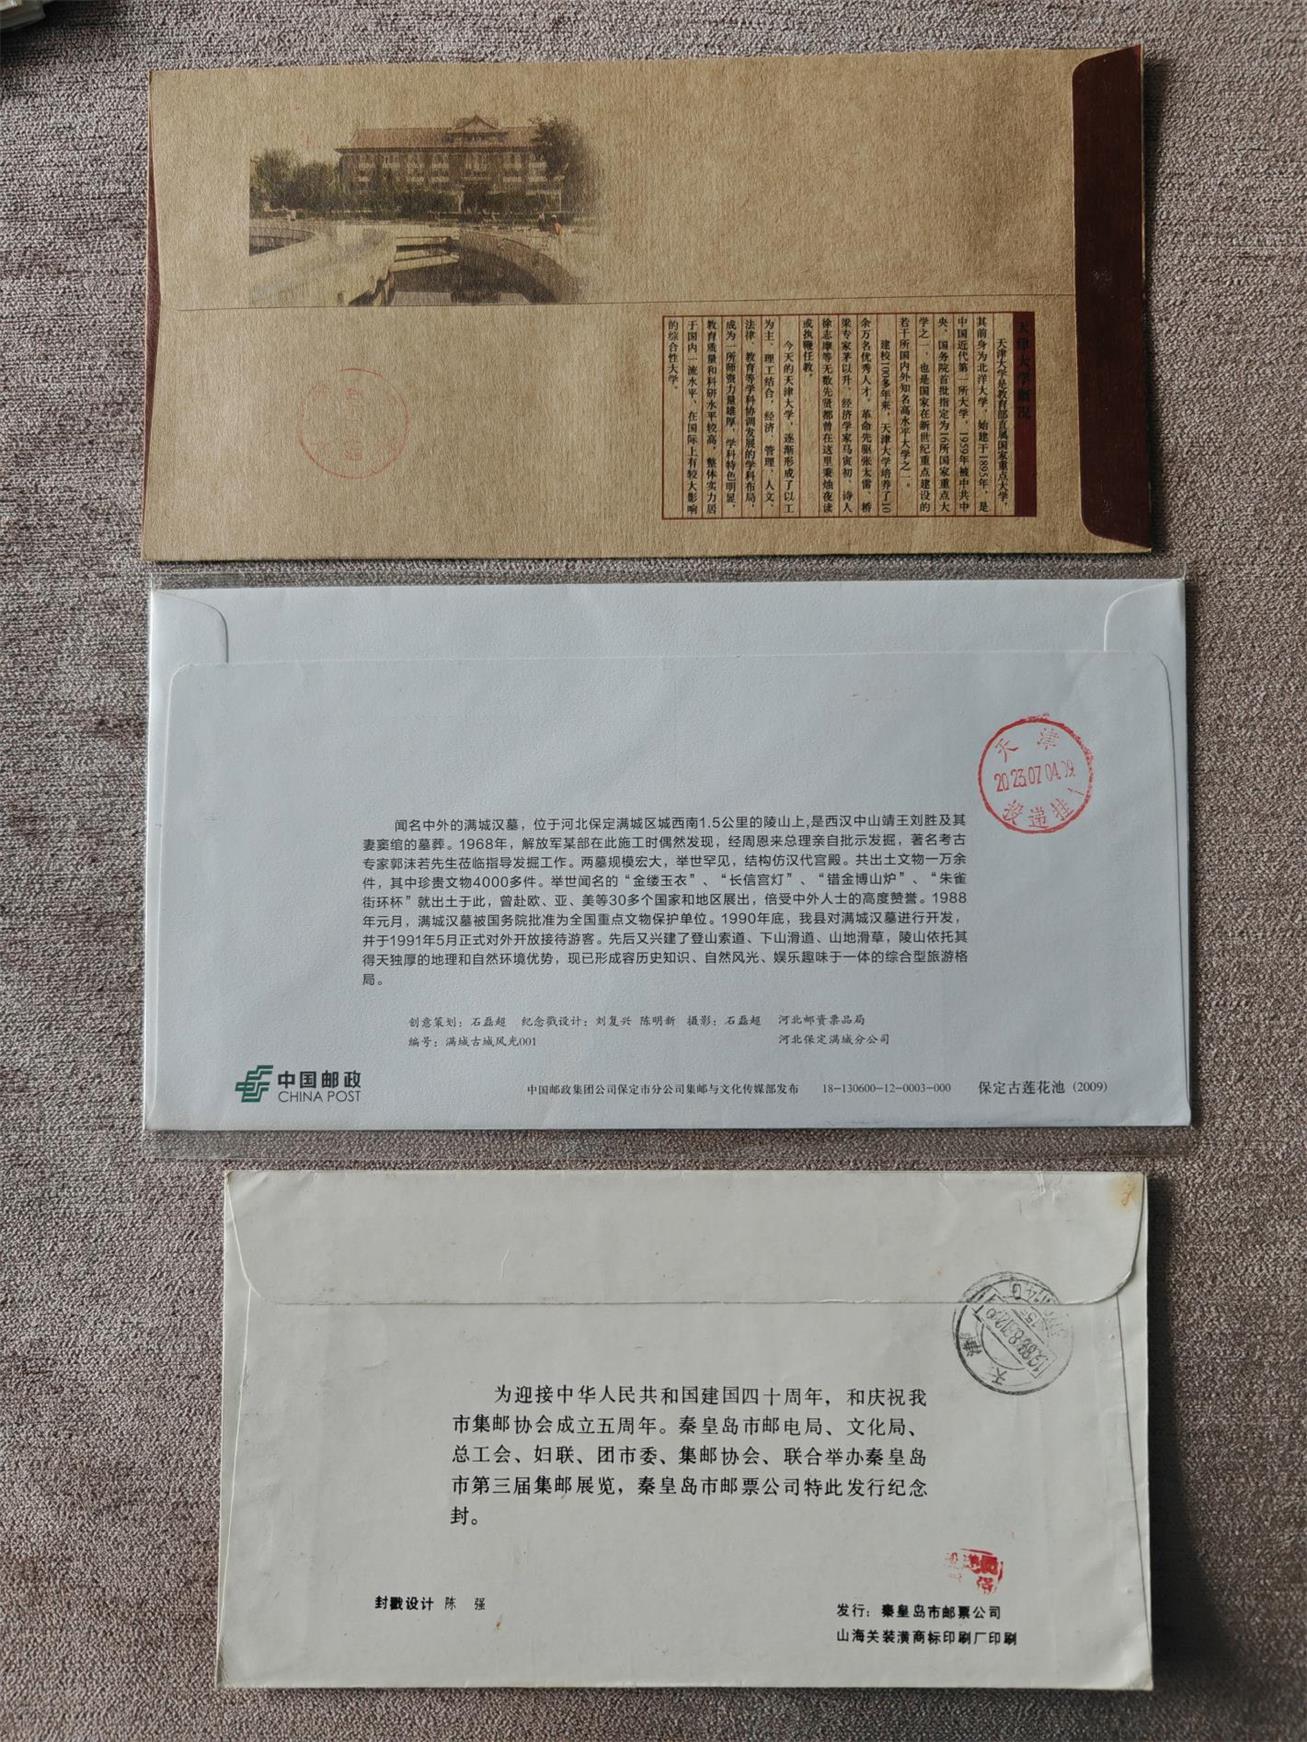 天津大学概况
天津大学是教育部直属国家重点大学，
其前身为北洋大学，始建于1895年，是
中国近代第一所大学，1959年被中共中
央、国务院首批指定为16所国家重点大
学之一，也是国家在新世纪重点建设的
若干所国内外知名高水平大学之一。
建校100多年来，天津大学培养了10
余万名优秀人才。革命先驱张太雷、桥
梁专家茅以升、经济学家马寅初、诗人
徐志摩等无数先贤都曾在这里秉烛夜读
或执鞭任教。
今天的天津大学，逐渐形成了以工
为主、理工结合，经济、管理、人文、
法律、教育等学科协调发展的学科布局，
成为一所师资力量雄厚，学科特色明显，
教育质量和科研水平较高，整体实力居
于国内一流水平、在国际上有较大影响
的综合性大学。
天津
2023.07.04.09
投递挂
闻名中外的满城汉墓，位于河北保定满城区城西南1.5公里的陵山上,是西汉中山靖王刘胜及其
妻窦绾的墓葬。1968年，解放军某部在此施工时偶然发现，经周恩来总理亲自批示发掘，著名考古
专家郭沫若先生莅临指导发掘工作。两墓规模宏大，举世罕见，结构仿汉代宫殿。共出土文物一万余
件，其中珍贵文物4000多件。举世闻名的“金缕玉衣”、“长信宫灯”、“错金博山炉”、“朱雀
街环杯”就出土于此，曾赴欧、亚、美等30多个国家和地区展出，倍受中外人士的高度赞誉。1988
年元月，满城汉墓被国务院批准为全国重点文物保护单位。1990年底，我县对满城汉墓进行开发，
并于1991年5月正式对外开放接待游客。先后又兴建了登山索道、下山滑道、山地滑草，陵山依托其
得天独厚的地理和自然环境优势，现已形成容历史知识、自然风光、娱乐趣味于一体的综合型旅游格
局。
创意策划：石磊超 纪念戳设计：刘复兴 陈明新 摄影：石磊超 河北邮资票品局
编号：满城古城风光001 河北保定满城分公司
中国邮政
CHINA POST
中国邮政集团公司保定市分公司集邮与文化传媒部发布 18-130600-12-0003-000 保定古莲花池（2009）
天津
为迎接中华人民共和国建国四十周年，和庆祝我
市集邮协会成立五周年。秦皇岛市邮电局、文化局、
总工会、妇联、团市委、集邮协会、联合举办秦皇岛
市第三届集邮展览，秦皇岛市邮票公司特此发行纪念
封。
封戳设计 陈 强
发行：秦皇岛市邮票公司
山海关装潢商标印刷厂印刷